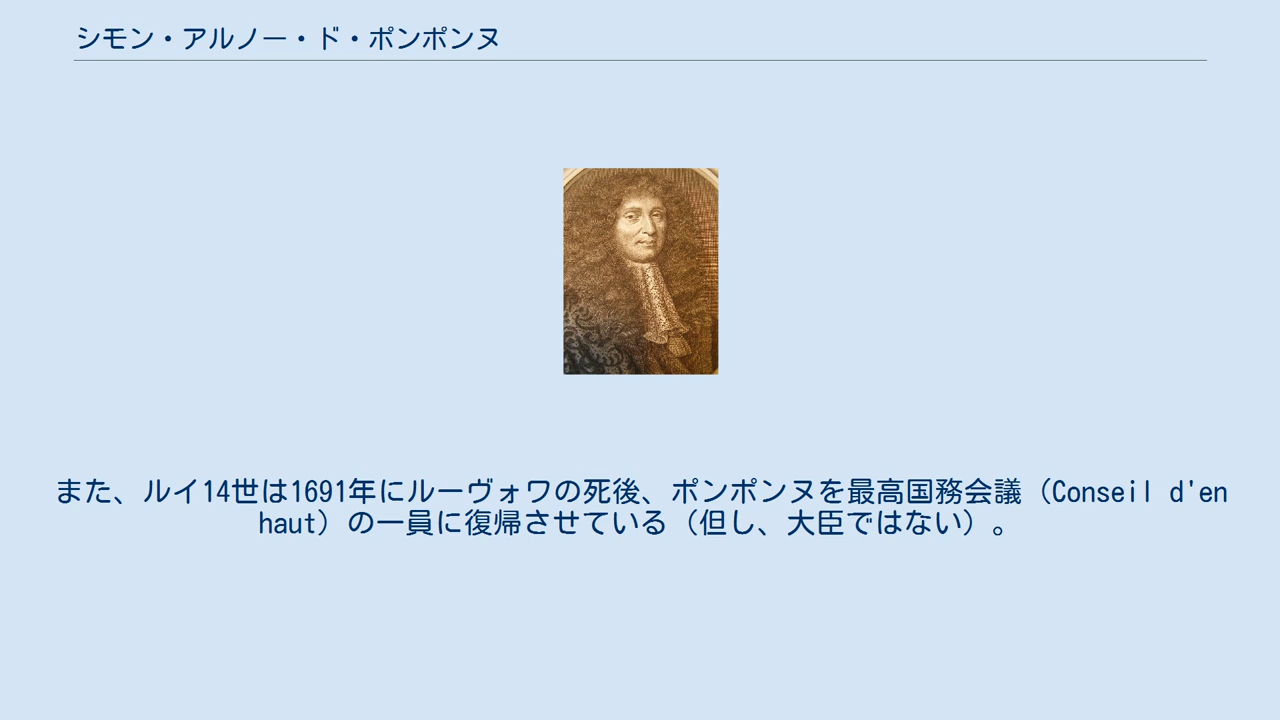 シモン・アルノー・ド・ポンポンヌ
また、ルイ14世は1691年にルーヴォワの死後、ポンポンヌを最高国務会議（Conseil d'en
haut）の一員に復帰させている（但し、大臣ではない）。